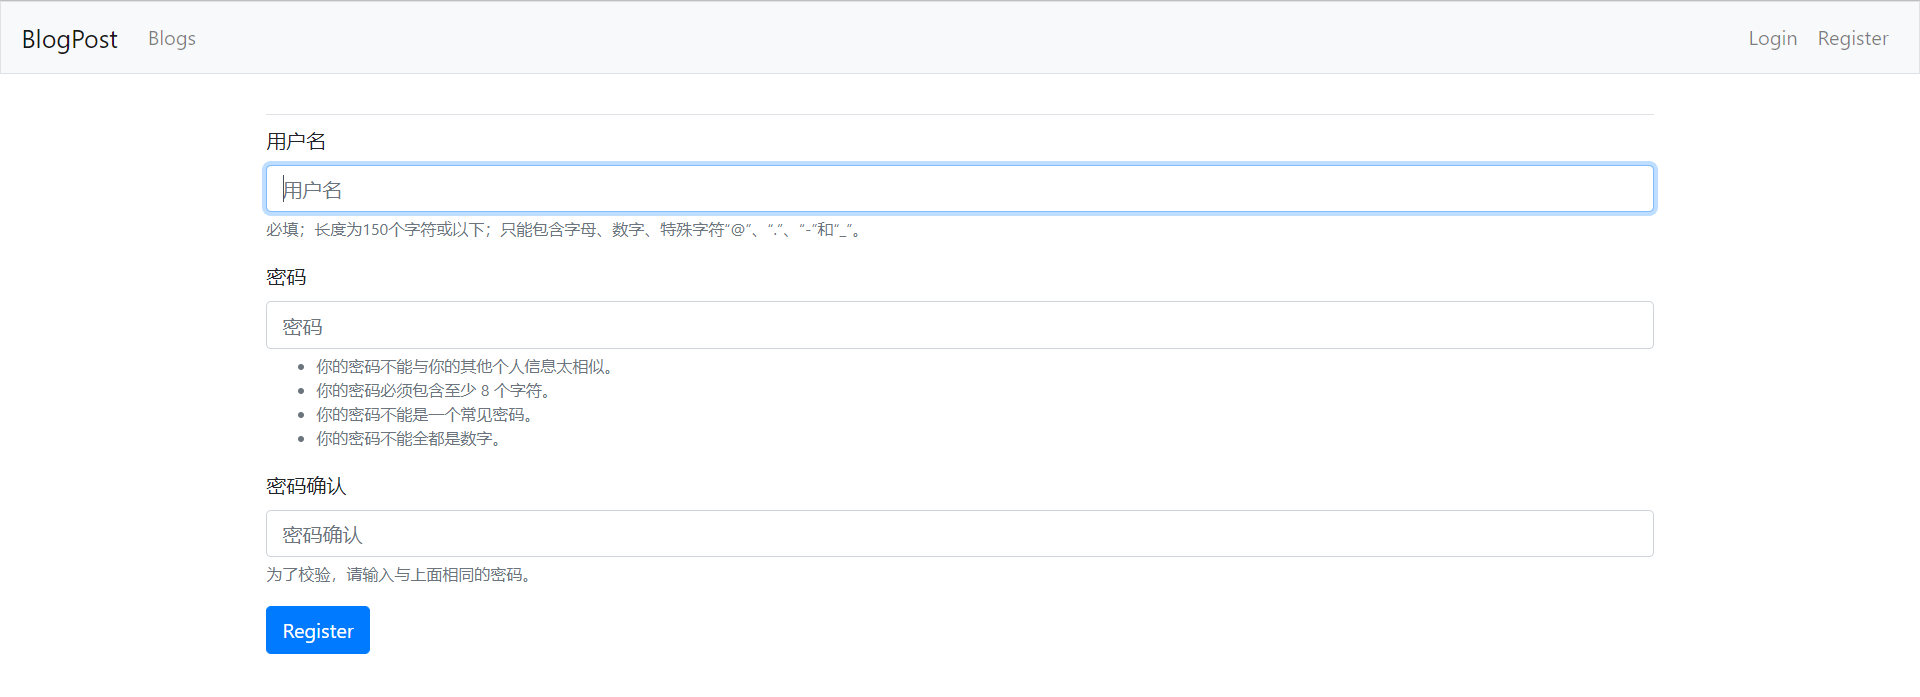 BlogPost Blogs Login Register
用户名
用户名
必填；长度为150个字符或以下；只能包含字母、数字、特殊字符“@”、“.”、“-”和“_”。
密码
密码
你的密码不能与你的其他个人信息太相似。
你的密码必须包含至少 8 个字符。
你的密码不能是一个常见密码。
你的密码不能全都是数字。
密码确认
密码确认
为了校验，请输入与上面相同的密码。
Register